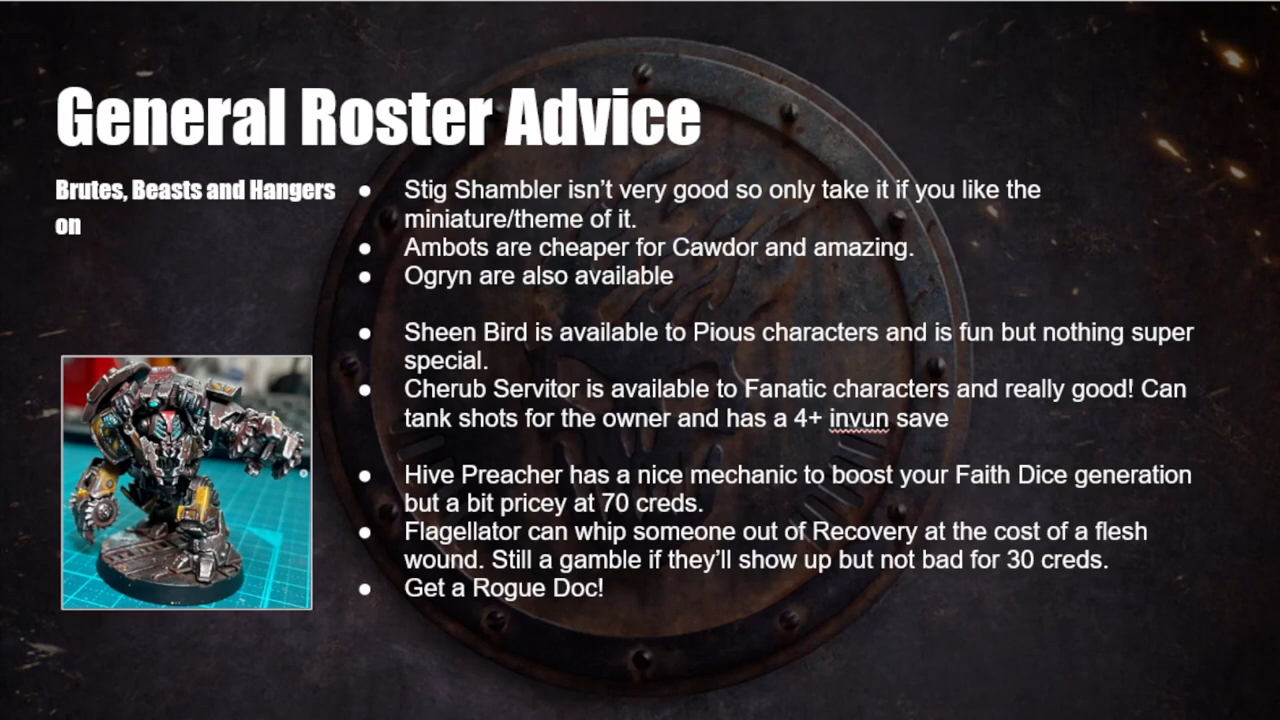 General Roster Advice
Brutes, Beasts and Hangers
on
● Stig Shambler isn’t very good so only take it if you like the
miniature/theme of it.
● Ambots are cheaper for Cawdor and amazing.
● Ogryn are also available
● Sheen Bird is available to Pious characters and is fun but nothing super
special.
● Cherub Servitor is available to Fanatic characters and really good! Can
tank shots for the owner and has a 4+ invun save
● Hive Preacher has a nice mechanic to boost your Faith Dice generation
but a bit pricey at 70 creds.
● Flagellator can whip someone out of Recovery at the cost of a flesh
wound. Still a gamble if they’ll show up but not bad for 30 creds.
● Get a Rogue Doc!